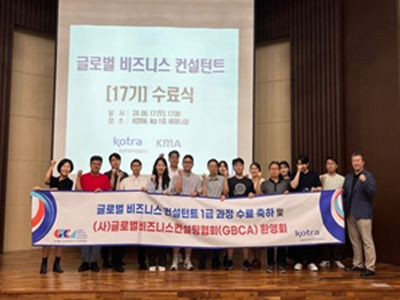 글로벌 비즈니스 컨설턴트
[17기] 수료식
kotra
KMA
글로벌 비즈니스 컨설턴트 1급 과정 수료 축하 및
(사)글로벌비즈니스컨설팅협회(GBCA) 환영회
kotra